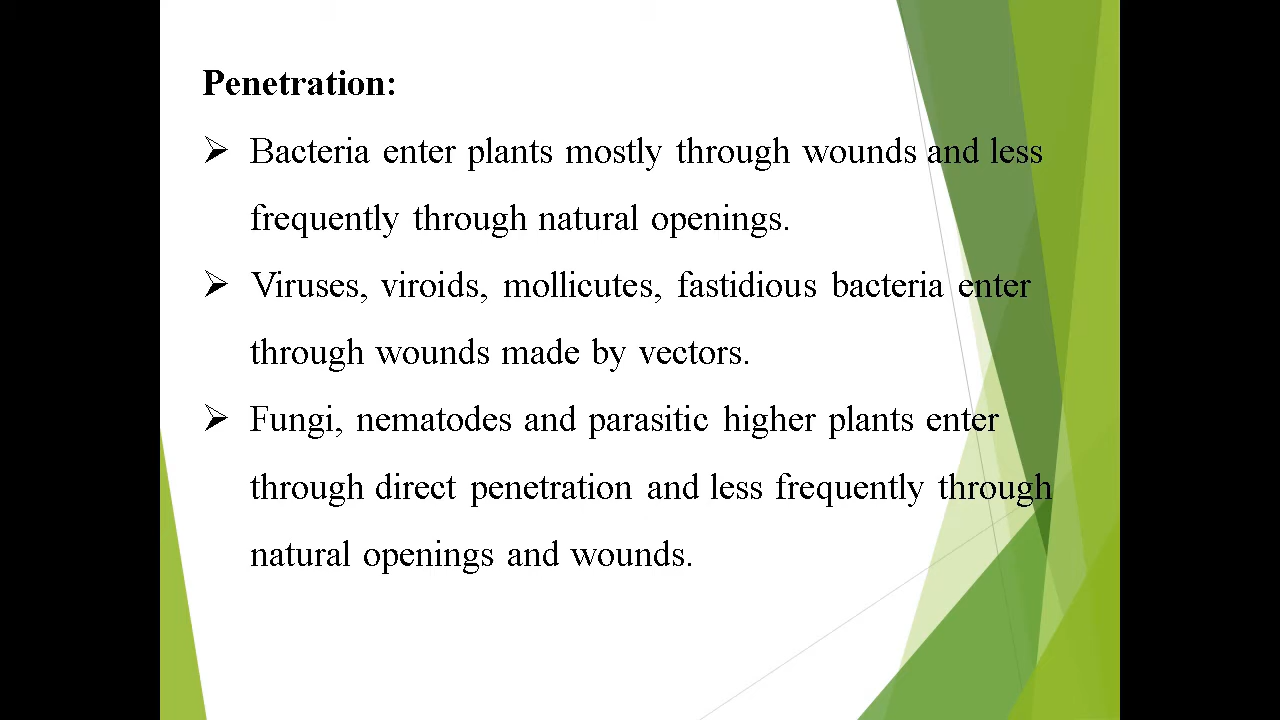 Penetration:
➢ Bacteria enter plants mostly through wounds and less
frequently through natural openings.
➢ Viruses, viroids, mollicutes, fastidious bacteria enter
through wounds made by vectors.
➢ Fungi, nematodes and parasitic higher plants enter
through direct penetration and less frequently through
natural openings and wounds.